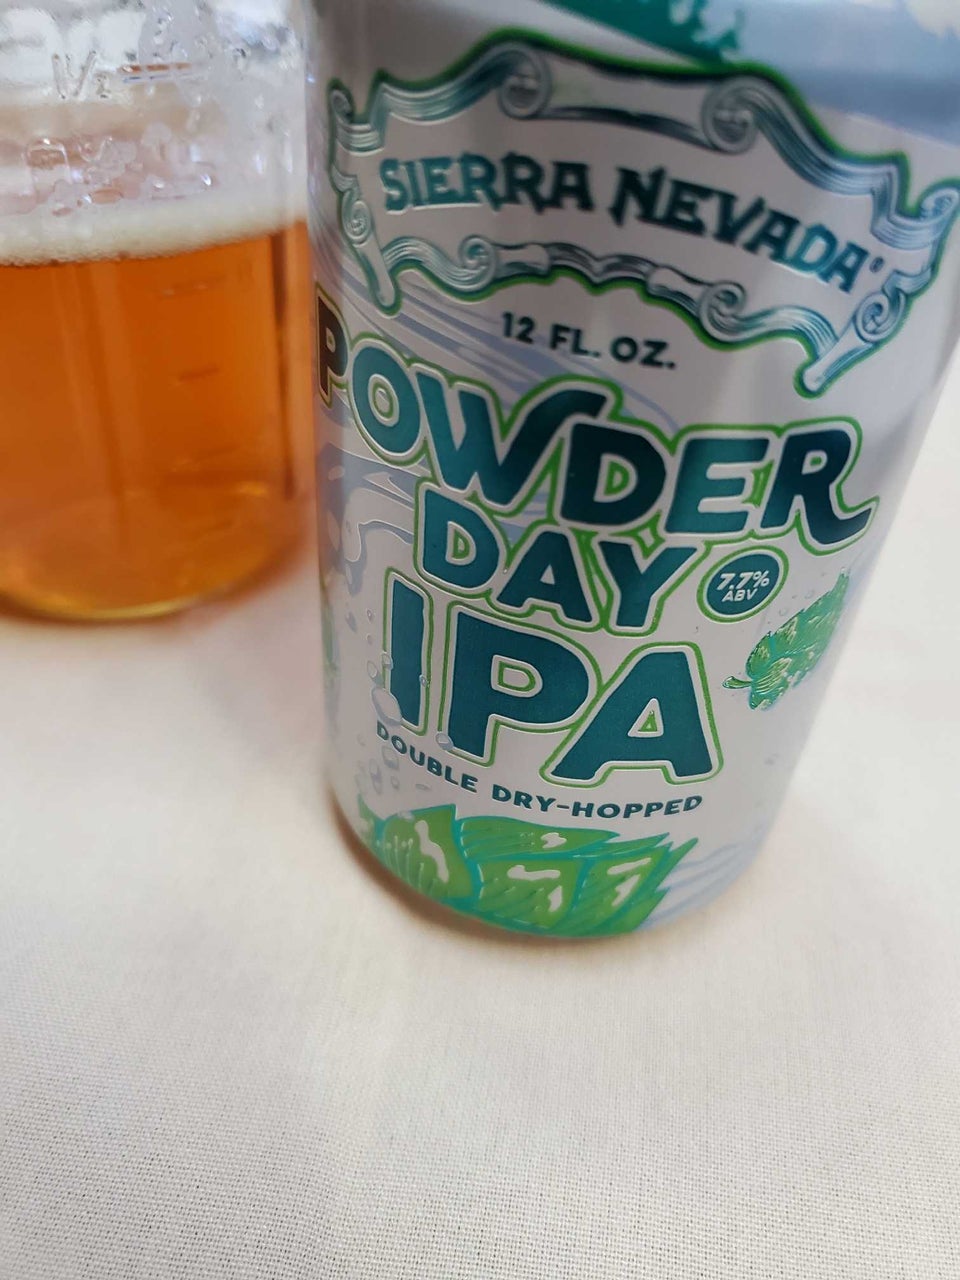 SIERRA NEVADA®
12 FL. OZ.
POWDER
DAY
7.7%
ABV
IPA
DOUBLE DRY-HOPPED